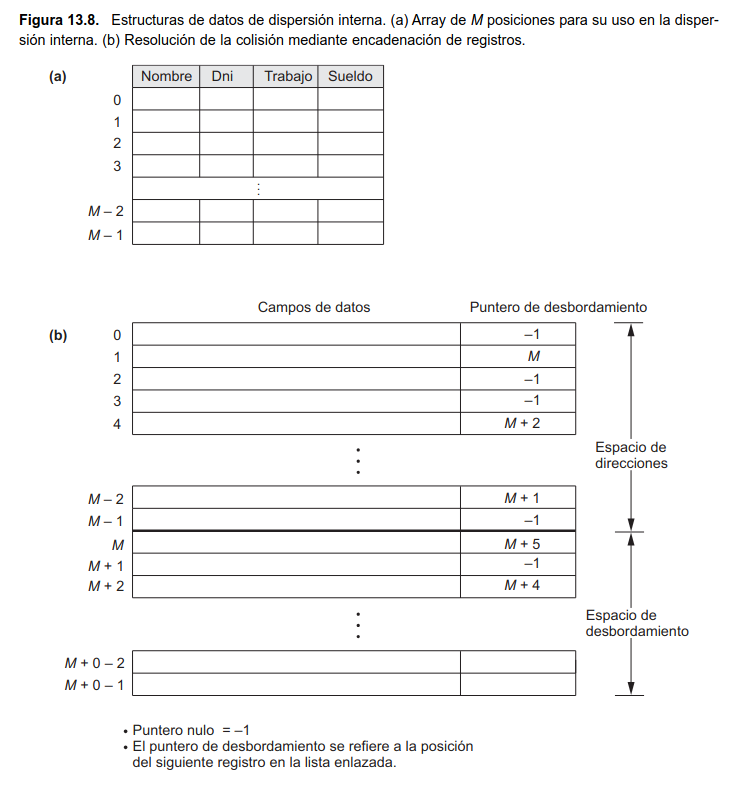 Figura 13.8. Estructuras de datos de dispersión interna. (a) Array de M posiciones para su uso en la disper-
sión interna. (b) Resolución de la colisión mediante encadenación de registros.
(a) Nombre Dni Trabajo Sueldo
0
1
2
3
⋮
M – 2
M – 1
Campos de datos Puntero de desbordamiento
(b) 0 –1
1 M
2 –1
3 –1
4 M + 2
⋮
Espacio de
direcciones
M – 2 M + 1
M – 1 –1
M M + 5
M + 1 –1
M + 2 M + 4
⋮
Espacio de
desbordamiento
M + 0 – 2
M + 0 – 1
• Puntero nulo = –1
• El puntero de desbordamiento se refiere a la posición
del siguiente registro en la lista enlazada.